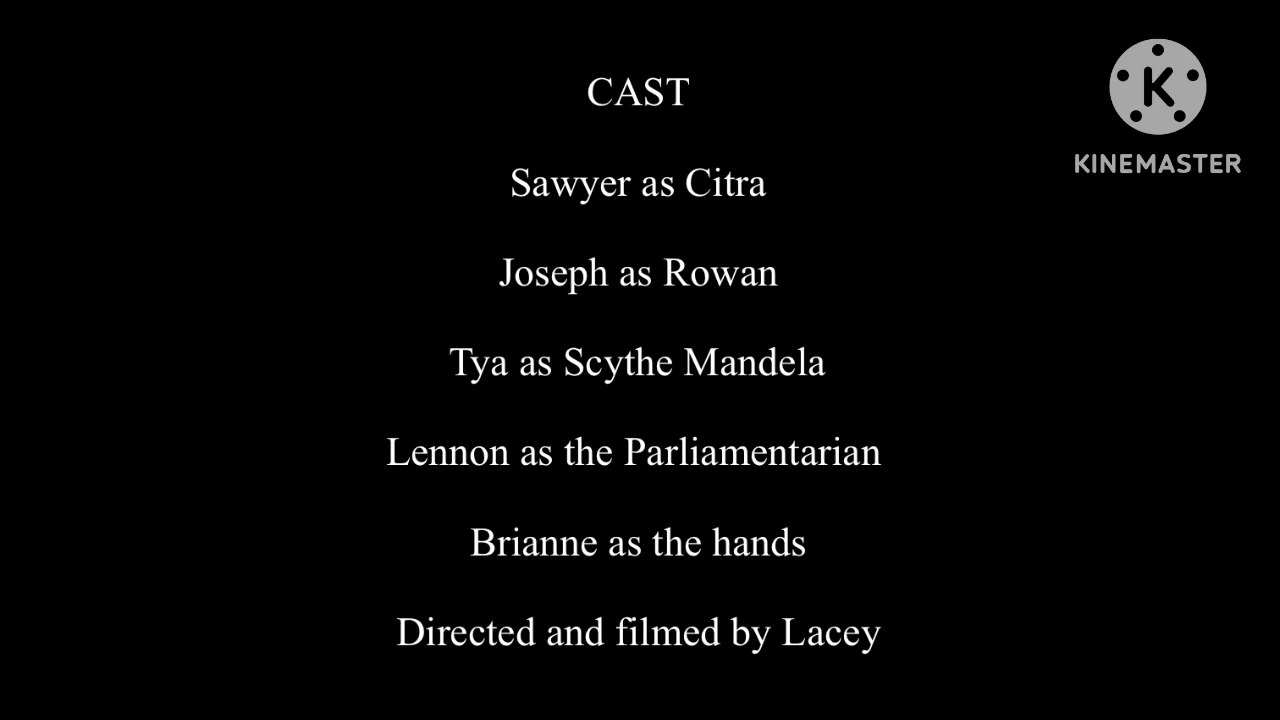 CAST
KINEMASTER
Sawyer as Citra
Joseph as Rowan
Tya as Scythe Mandela
Lennon as the Parliamentarian
Brianne as the hands
Directed and filmed by Lacey